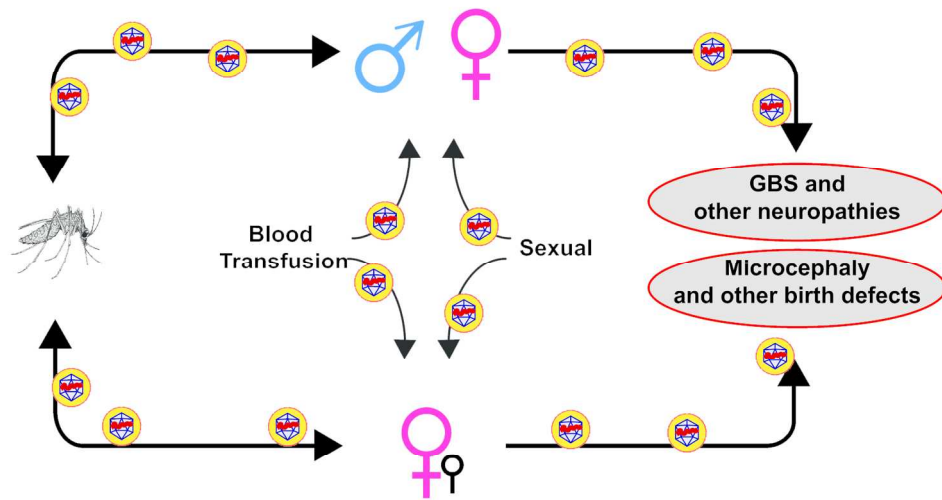 GBS and
other neuropathies
Blood
Transfusion
Sexual
Microcephaly
and other birth defects